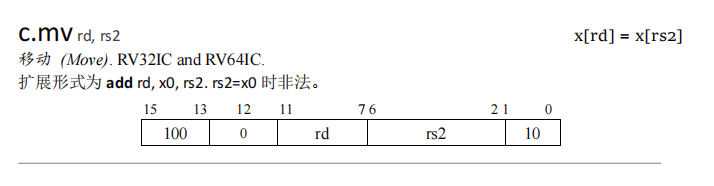 c.mv rd, rs2 x[rd] = x[rs2]
移动 (Move). RV32IC and RV64IC.
扩展形式为 add rd, x0, rs2. rs2=x0 时非法。
15 13 12 11 7 6 2 1 0
100 0 rd rs2 10